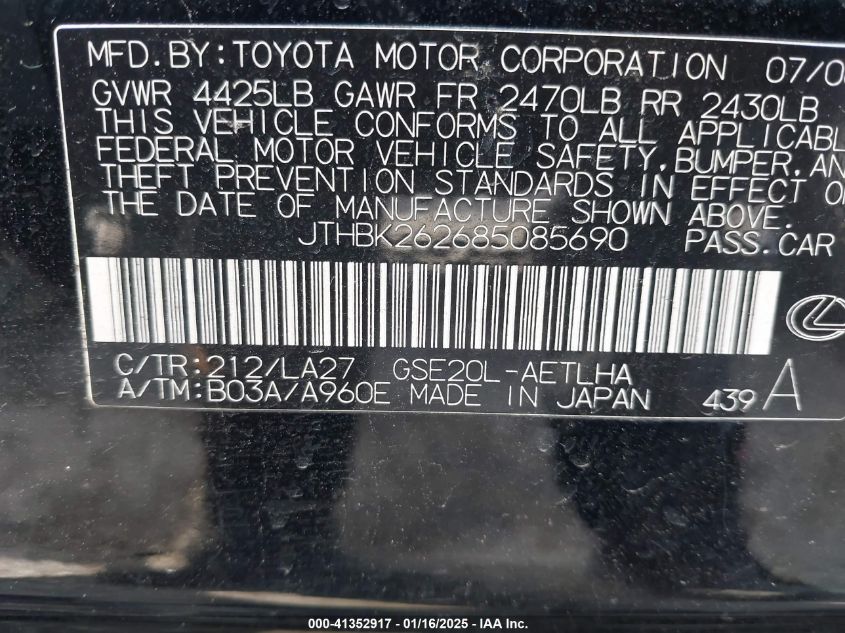 MFD.BY:TOYOTA MOTOR CORPORATION 07/0
GVWR 4425LB GAWR FR 2470LB RR 2430LB
THIS VEHICLE CONFORMS TO ALL APPLICABL
FEDERAL MOTOR VEHICLE SAFETY,BUMPER,AN
THEFT PREVENTION STANDARDS IN EFFECT O
THE DATE OF MANUFACTURE SHOWN ABOVE.
JTHBK262685085690 PASS.CAR
C/TR:212/LA27 GSE20L-AETLHA
A/TM:B03A/A960E MADE IN JAPAN 439 A
000-41352917 - 01/16/2025 - IAA Inc.